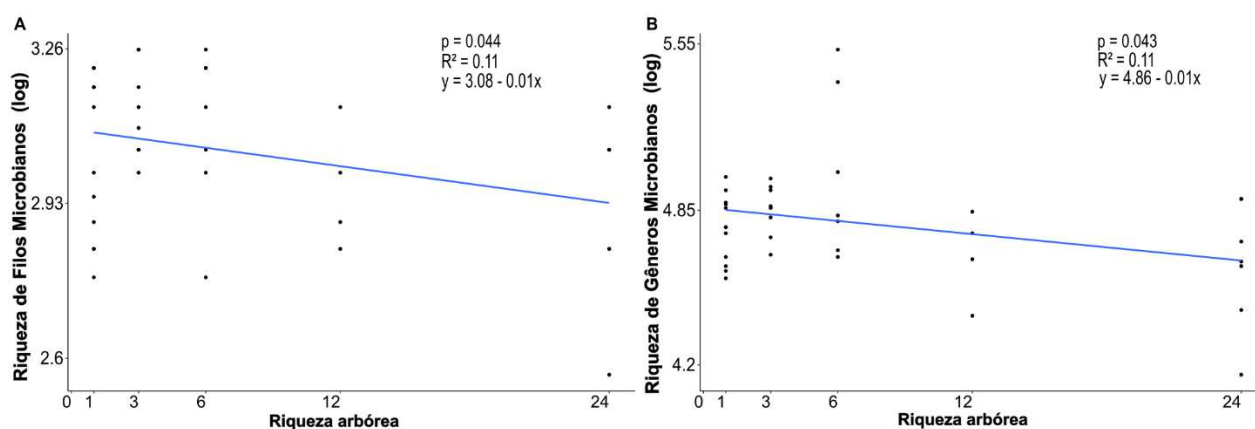 A
p = 0.044
R² = 0.11
y = 3.08 - 0.01x
Riqueza de Filos Microbianos (log)
3.26
2.93
2.6
0 1 3 6 12 24
Riqueza arbórea
B
p = 0.043
R² = 0.11
y = 4.86 - 0.01x
Riqueza de Gêneros Microbianos (log)
5.55
4.85
4.2
0 1 3 6 12 24
Riqueza arbórea